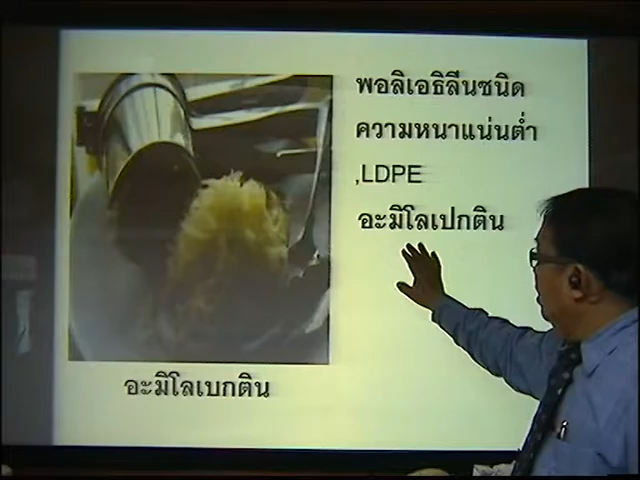 พอลิเอธิลีนชนิด
ความหนาแน่นต่ำ
,LDPE
อะมิโลเปกติน
อะมิโลเบกติน